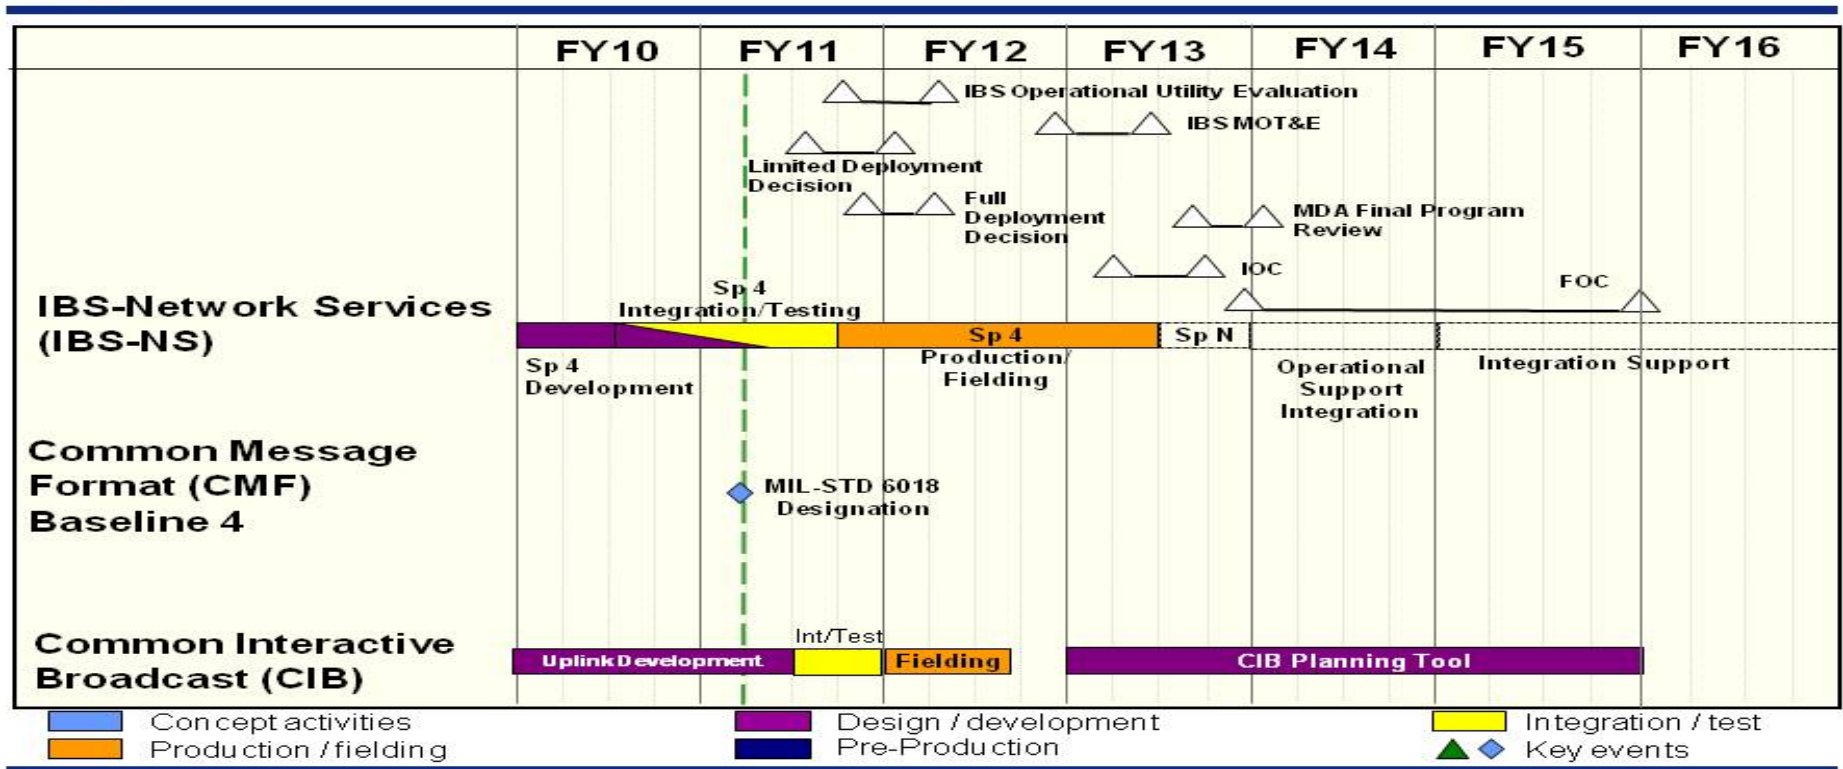 FY10 FY11 FY12 FY13 FY14 FY15 FY16
IBS Operational Utility Evaluation
IBS MOT&E
Limited Deployment
Decision
Full
Deployment
Decision
MDA Final Program
Review
IOC
FOC
IBS-Network Services
(IBS-NS)
Sp 4
Integration/Testing
Sp 4
Sp N
Sp 4
Development
Production/
Fielding
Operational
Support
Integration
Integration Support
Common Message
Format (CMF)
Baseline 4
MIL-STD 6018
Designation
Common Interactive
Broadcast (CIB)
Int/Test
Uplink Development
Fielding
CIB Planning Tool
Concept activities
Design / development
Integration / test
Production / fielding
Pre-Production
Key events